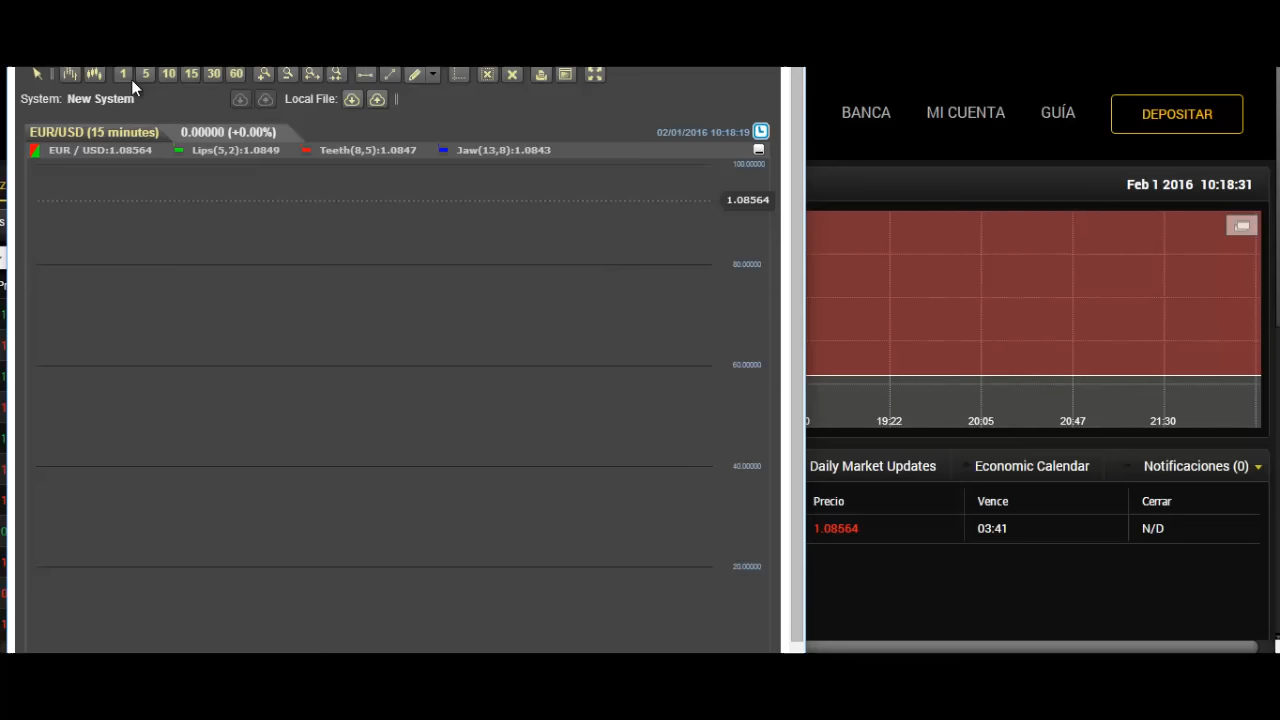 1 5 10 15 30 60
System: New System Local File:
BANCA MI CUENTA GUÍA DEPOSITAR
EUR/USD (15 minutes) 0.00000 (+0.00%) 02/01/2016 10:18:19
EUR / USD:1.08564 Lips(5,2):1.0849 Teeth(8,5):1.0847 Jaw(13,8):1.0843
100.00000
1.08564
80.00000
60.00000
40.00000
20.00000
Feb 1 2016 10:18:31
19:22 20:05 20:47 21:30
Daily Market Updates Economic Calendar Notificaciones (0)
Precio Vence Cerrar
1.08564 03:41 N/D